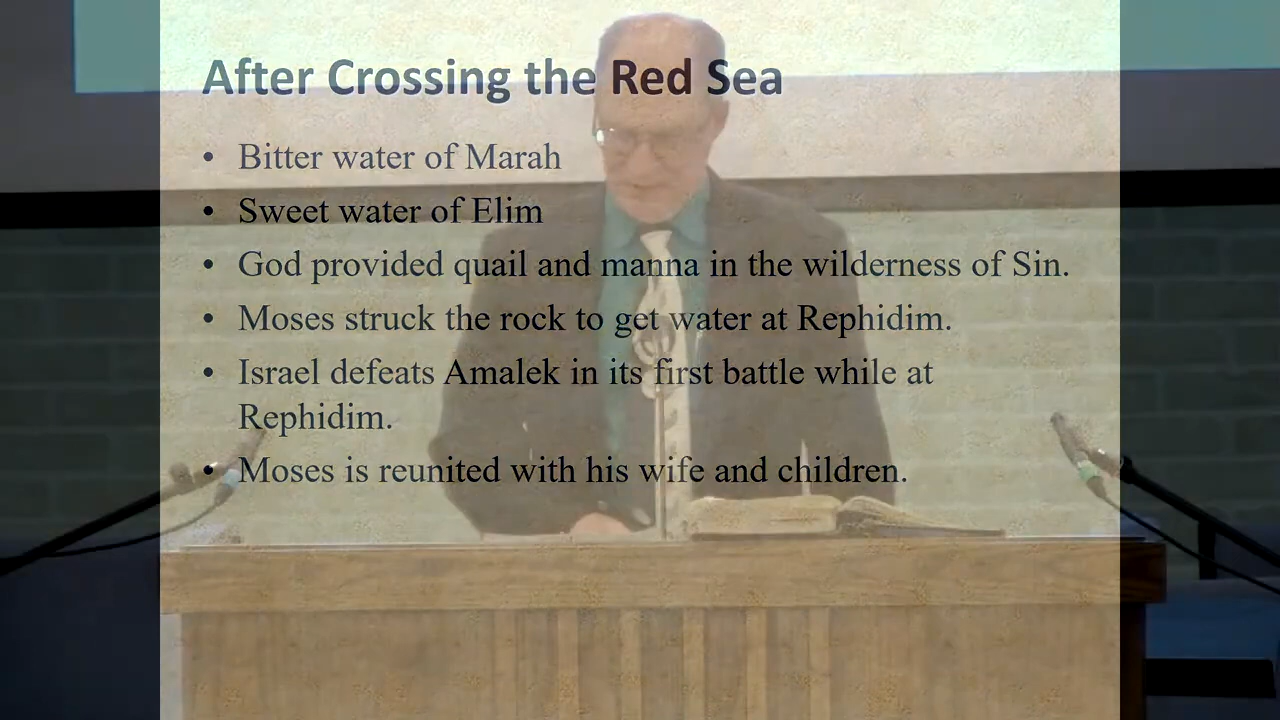 After Crossing the Red Sea
• Bitter water of Marah
• Sweet water of Elim
• God provided quail and manna in the wilderness of Sin.
• Moses struck the rock to get water at Rephidim.
• Israel defeats Amalek in its first battle while at
Rephidim.
• Moses is reunited with his wife and children.